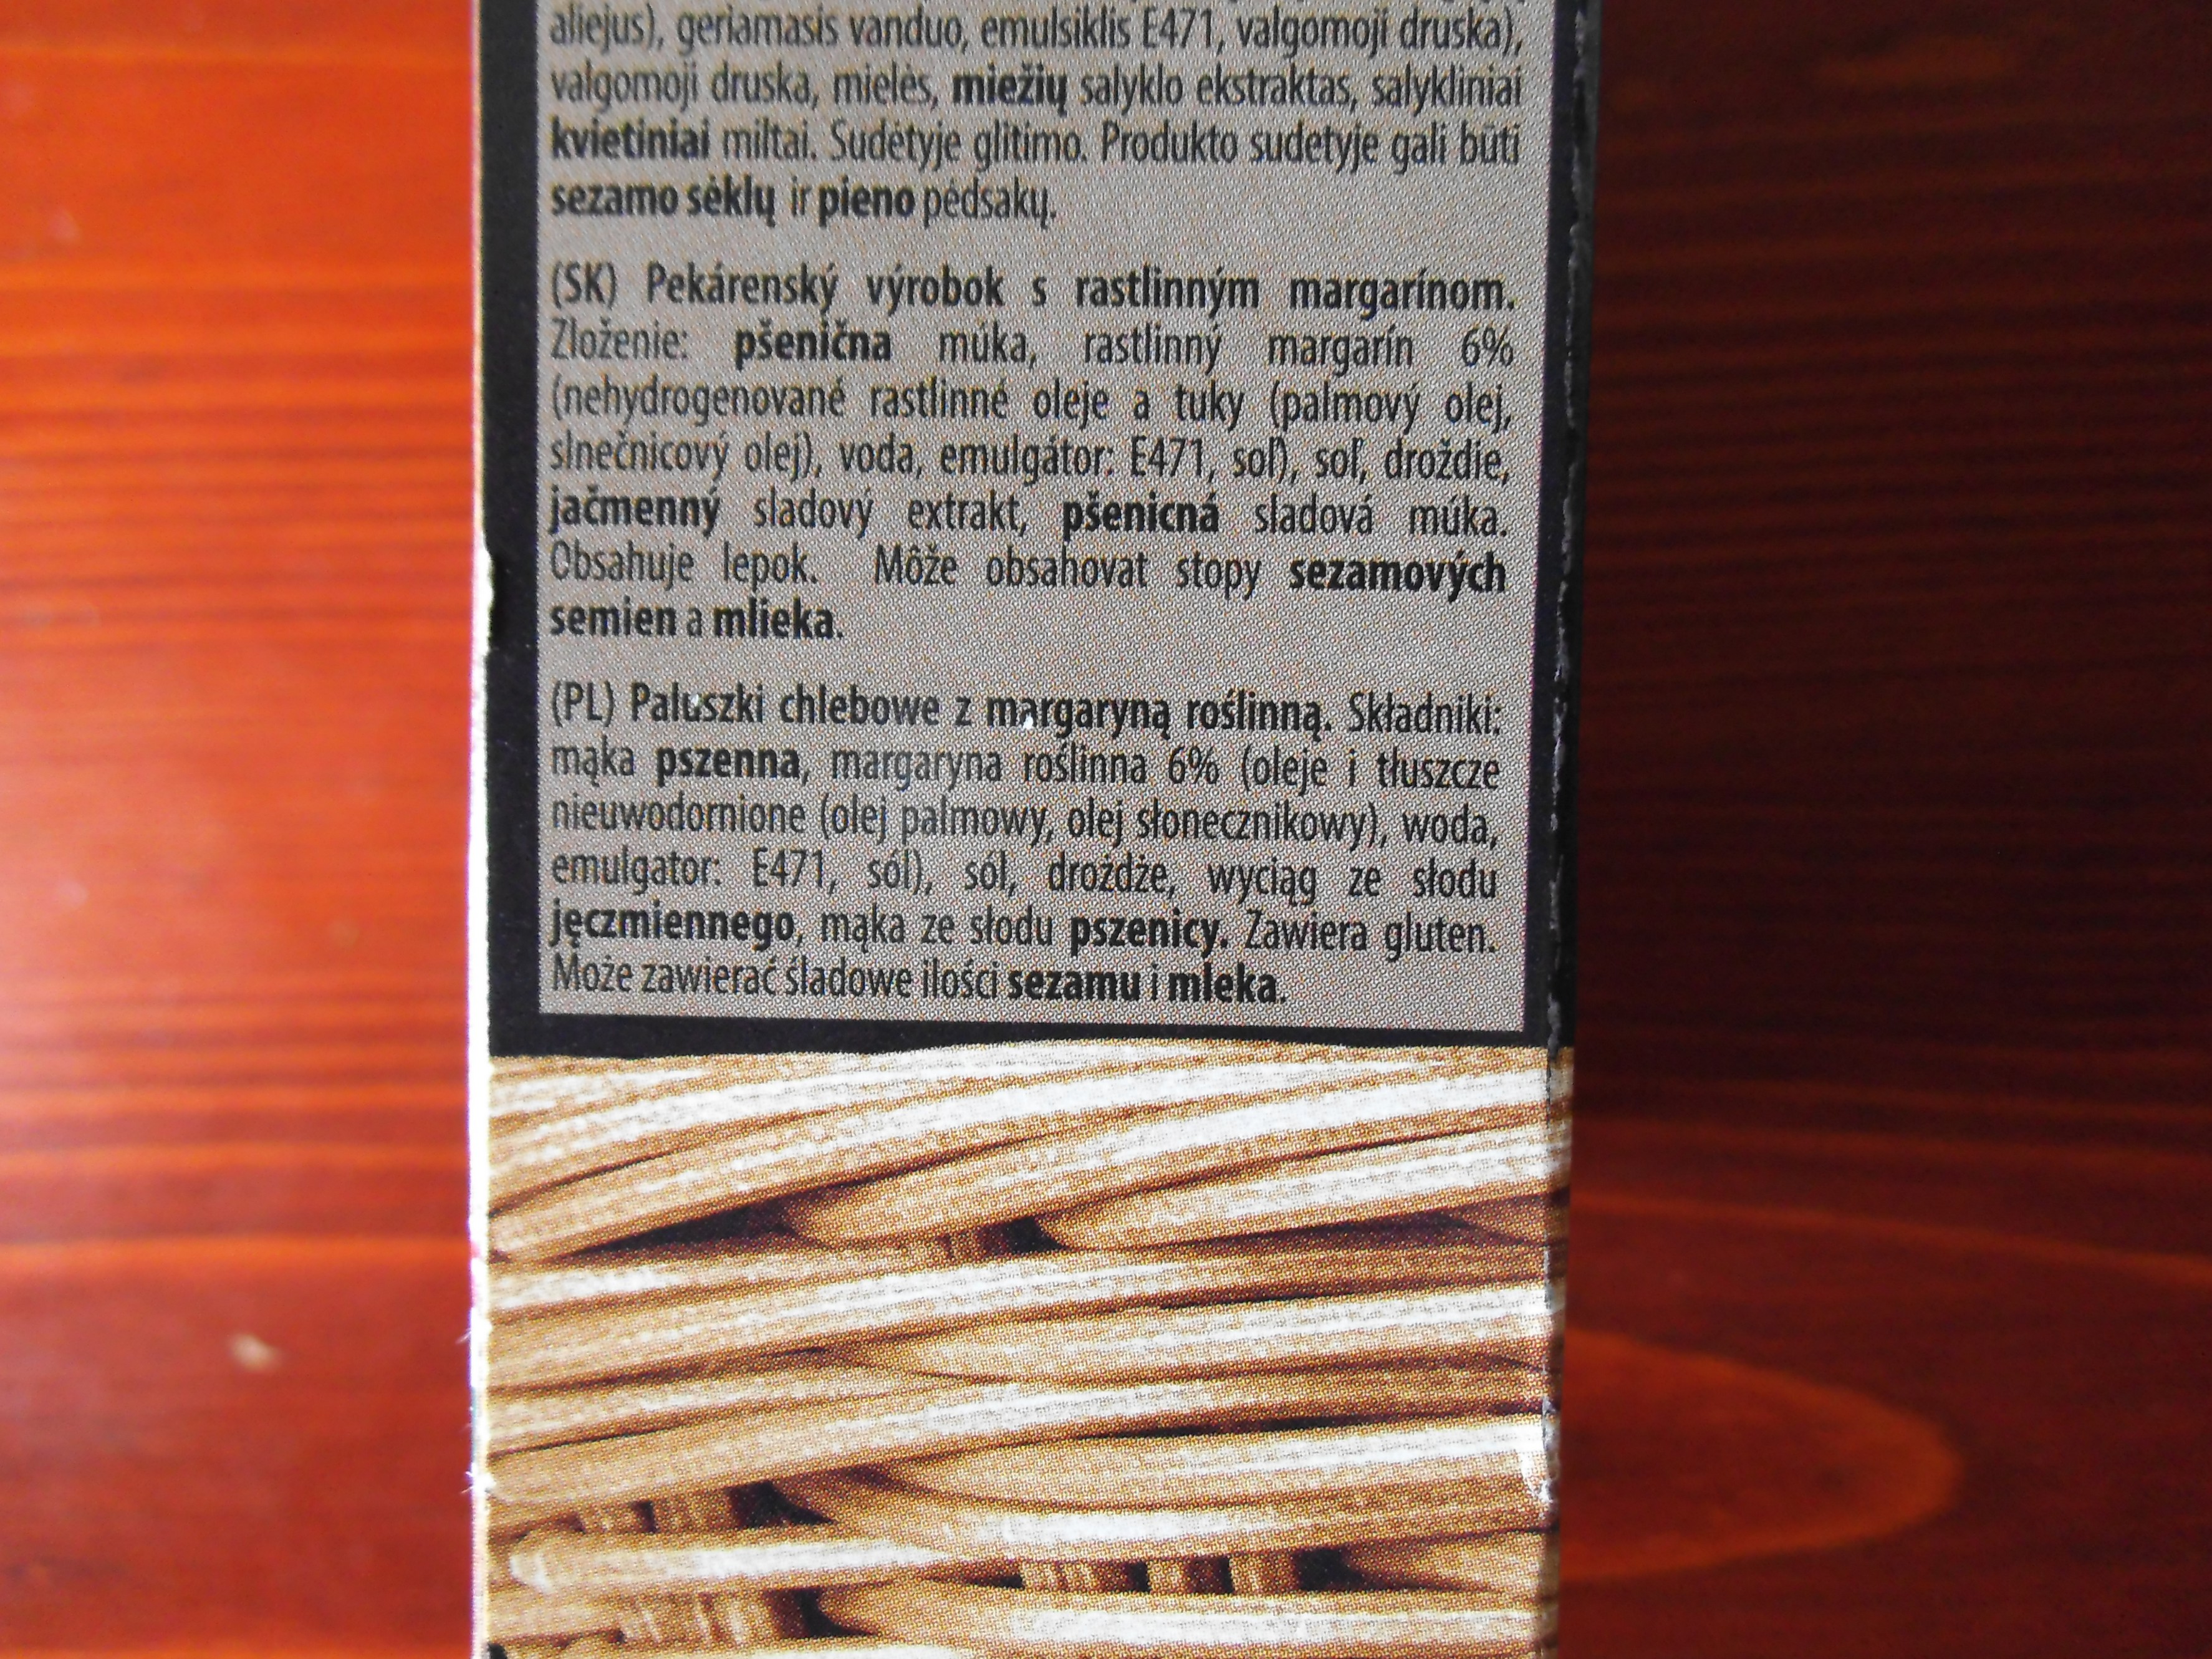 aliejus), geriamasis vanduo, emulsiklis E471, valgomoji druska),
valgomoji druska, mielės, miežių salyklo ekstraktas, salykliniai
kvietiniai miltai. Sudėtyje glitimo. Produkto sudetyje gali būti
sezamo sėklų ir pieno pėdsakų.
(SK) Pekárenský výrobok s rastlinným margarínom.
Zloženie: pšenična múka, rastlinný margarín 6%
(nehydrogenované rastlinné oleje a tuky (palmový olej,
slnečnicový olej), voda, emulgátor: E471, soľ), soľ, droždie,
jačmenný sladový extrakt, pšenicná sladová múka.
Obsahuje lepok. Môže obsahovat stopy sezamových
semien a mlieka.
(PL) Paluszki chlebowe z margaryną roślinną. Składniki:
mąka pszenna, margaryna roślinna 6% (oleje i tłuszcze
nieuwodornione (olej palmowy, olej słonecznikowy), woda,
emulgator: E471, sól), sól, drożdże, wyciąg ze słodu
jęczmiennego, mąka ze słodu pszenicy. Zawiera gluten.
Może zawierać śladowe ilości sezamu i mleka.